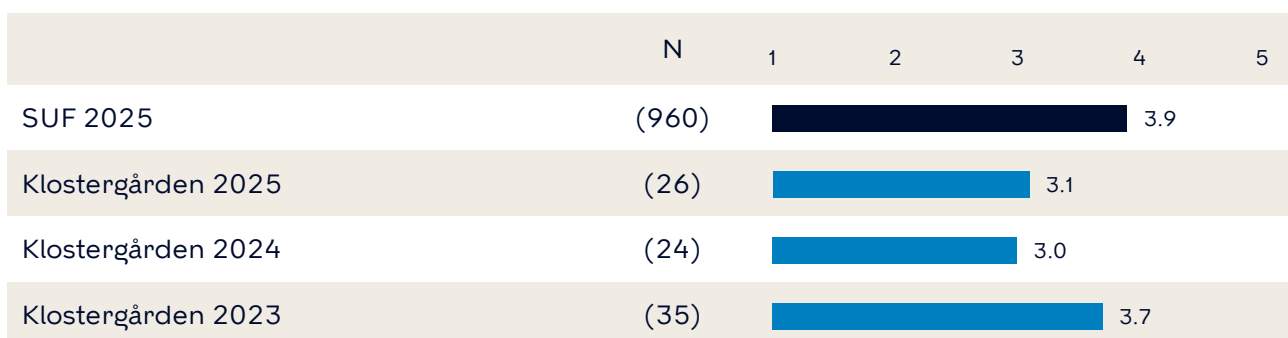 N 1 2 3 4 5
SUF 2025 (960) 3.9
Klostergården 2025 (26) 3.1
Klostergården 2024 (24) 3.0
Klostergården 2023 (35) 3.7